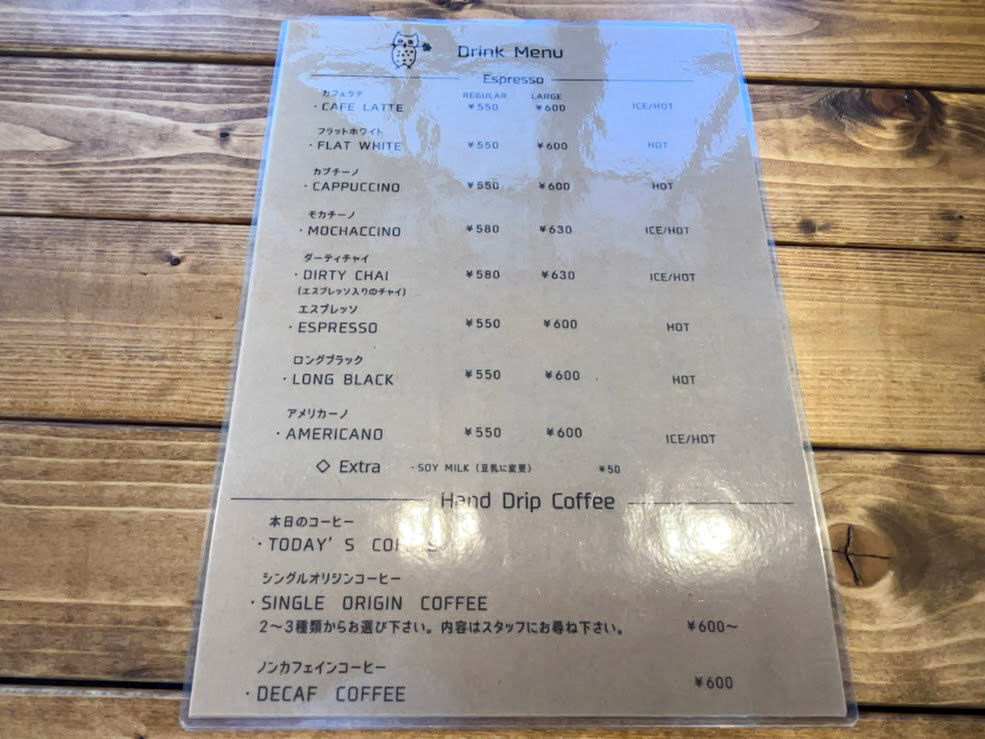 Drink Menu
Espresso
カフェラテ REGULAR LARGE
・CAFE LATTE ¥550 ¥600 ICE/HOT
フラットホワイト
・FLAT WHITE ¥550 ¥600 HOT
カプチーノ
・CAPPUCCINO ¥550 ¥600 HOT
モカチーノ
・MOCHACCINO ¥580 ¥630 ICE/HOT
ダーティチャイ
・DIRTY CHAI ¥580 ¥630 ICE/HOT
(エスプレッソ入りのチャイ)
エスプレッソ
・ESPRESSO ¥550 ¥600 HOT
ロングブラック
・LONG BLACK ¥550 ¥600 HOT
アメリカーノ
・AMERICANO ¥550 ¥600 ICE/HOT
◇ Extra ・SOY MILK (豆乳に変更) ¥50
Hand Drip Coffee
本日のコーヒー
・TODAY'S
シングルオリジンコーヒー
・SINGLE ORIGIN COFFEE
2〜3種類からお選び下さい。内容はスタッフにお尋ね下さい。 ¥600〜
ノンカフェインコーヒー
・DECAF COFFEE ¥600